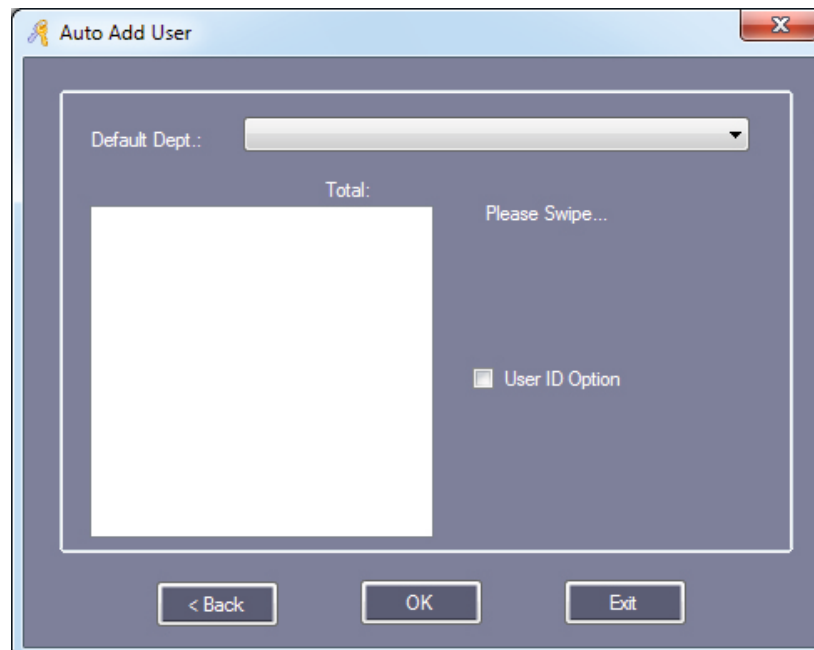 Auto Add User
Default Dept.:
Total:
Please Swipe...
User ID Option
< Back
OK
Exit